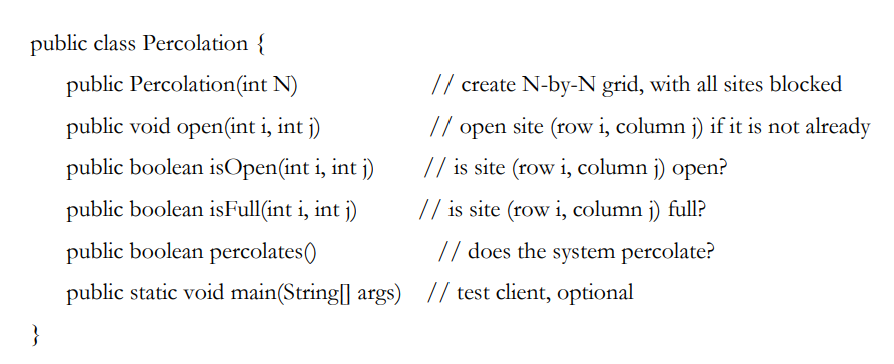 public class Percolation {
public Percolation(int N) // create N-by-N grid, with all sites blocked
public void open(int i, int j) // open site (row i, column j) if it is not already
public boolean isOpen(int i, int j) // is site (row i, column j) open?
public boolean isFull(int i, int j) // is site (row i, column j) full?
public boolean percolates() // does the system percolate?
public static void main(String[] args) // test client, optional
}